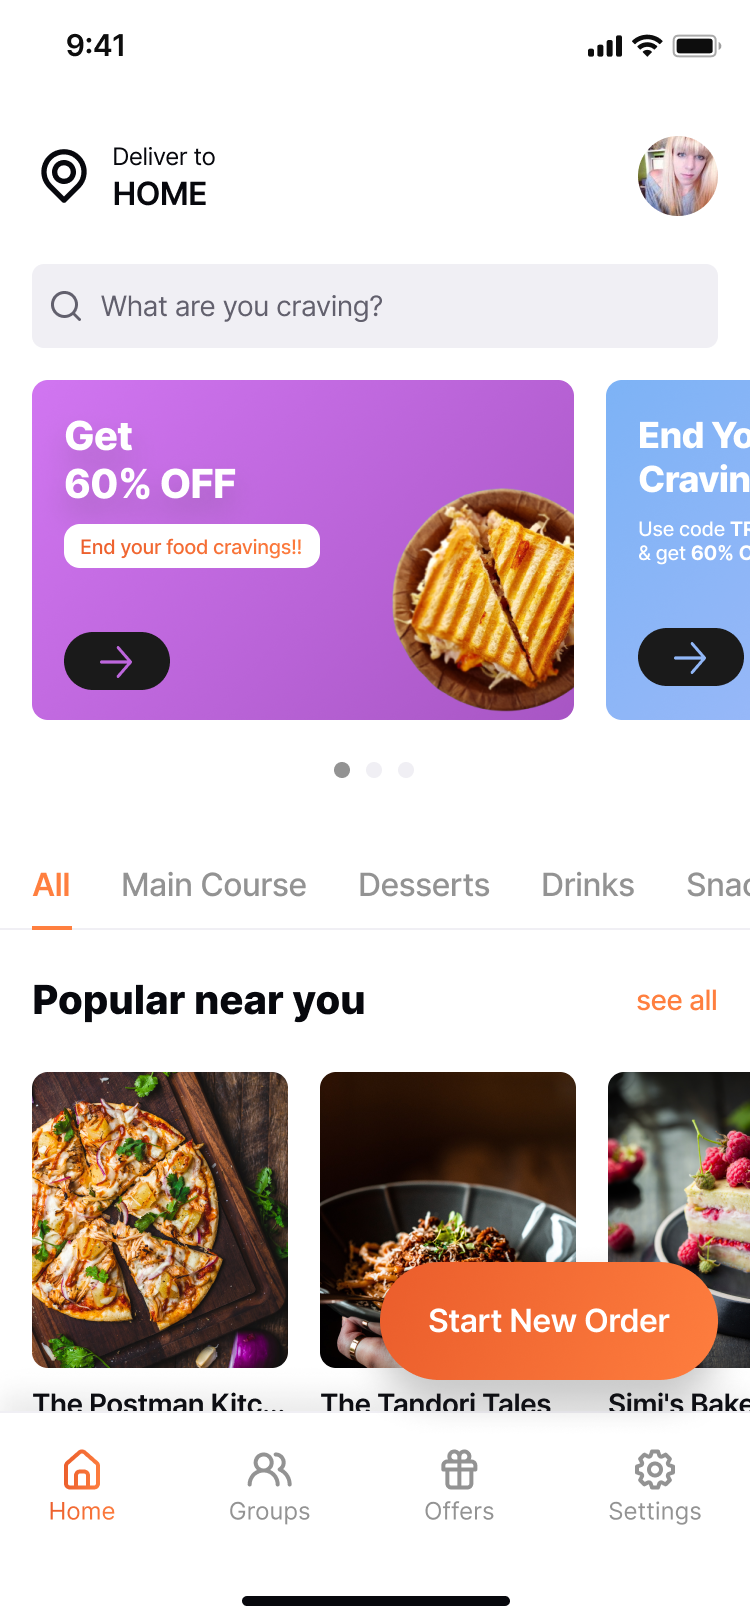 9:41
Deliver to
HOME
What are you craving?
Get
60% OFF
End your food cravings!!
End Yo
Cravin
Use code TR
& get 60% O
All Main Course Desserts Drinks Snac
Popular near you see all
The Postman Kitc...
The Tandori Tales
Simi's Bake
Start New Order
Home Groups Offers Settings